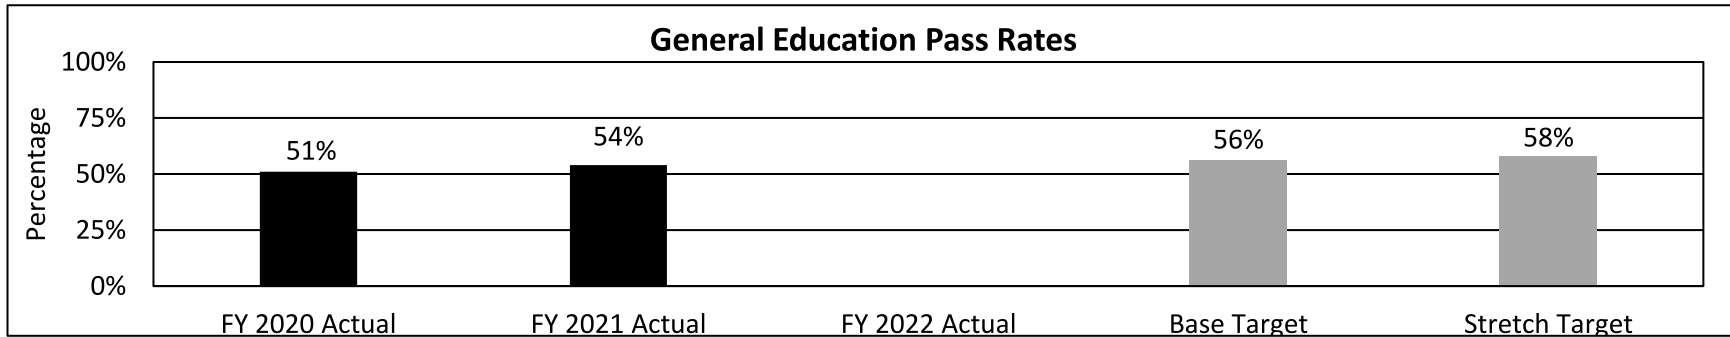 General Education Pass Rates
100%
75%
50%
25%
0%
Percentage
51%
54%
56%
58%
FY 2020 Actual
FY 2021 Actual
FY 2022 Actual
Base Target
Stretch Target